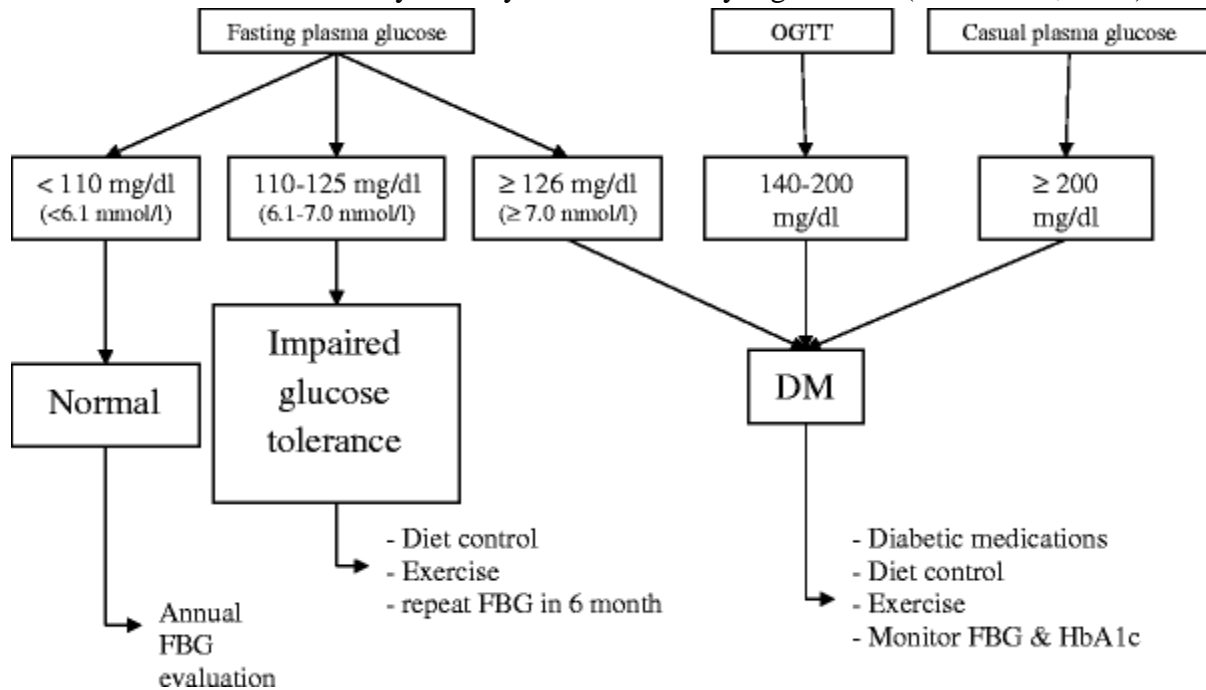 Fasting plasma glucose
OGTT
Casual plasma glucose
< 110 mg/dl
(<6.1 mmol/l)
110-125 mg/dl
(6.1-7.0 mmol/l)
≥ 126 mg/dl
(≥ 7.0 mmol/l)
140-200
mg/dl
≥ 200
mg/dl
Normal
Impaired
glucose
tolerance
DM
Annual
FBG
evaluation
- Diet control
- Exercise
- repeat FBG in 6 month
- Diabetic medications
- Diet control
- Exercise
- Monitor FBG & HbA1c